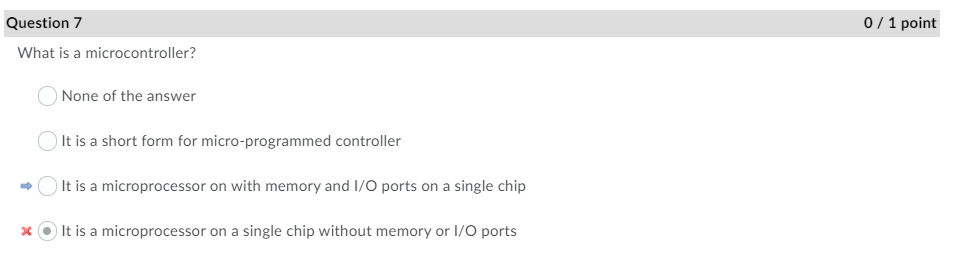 Question 7 0 / 1 point
What is a microcontroller?
None of the answer
It is a short form for micro-programmed controller
It is a microprocessor on with memory and I/O ports on a single chip
It is a microprocessor on a single chip without memory or I/O ports